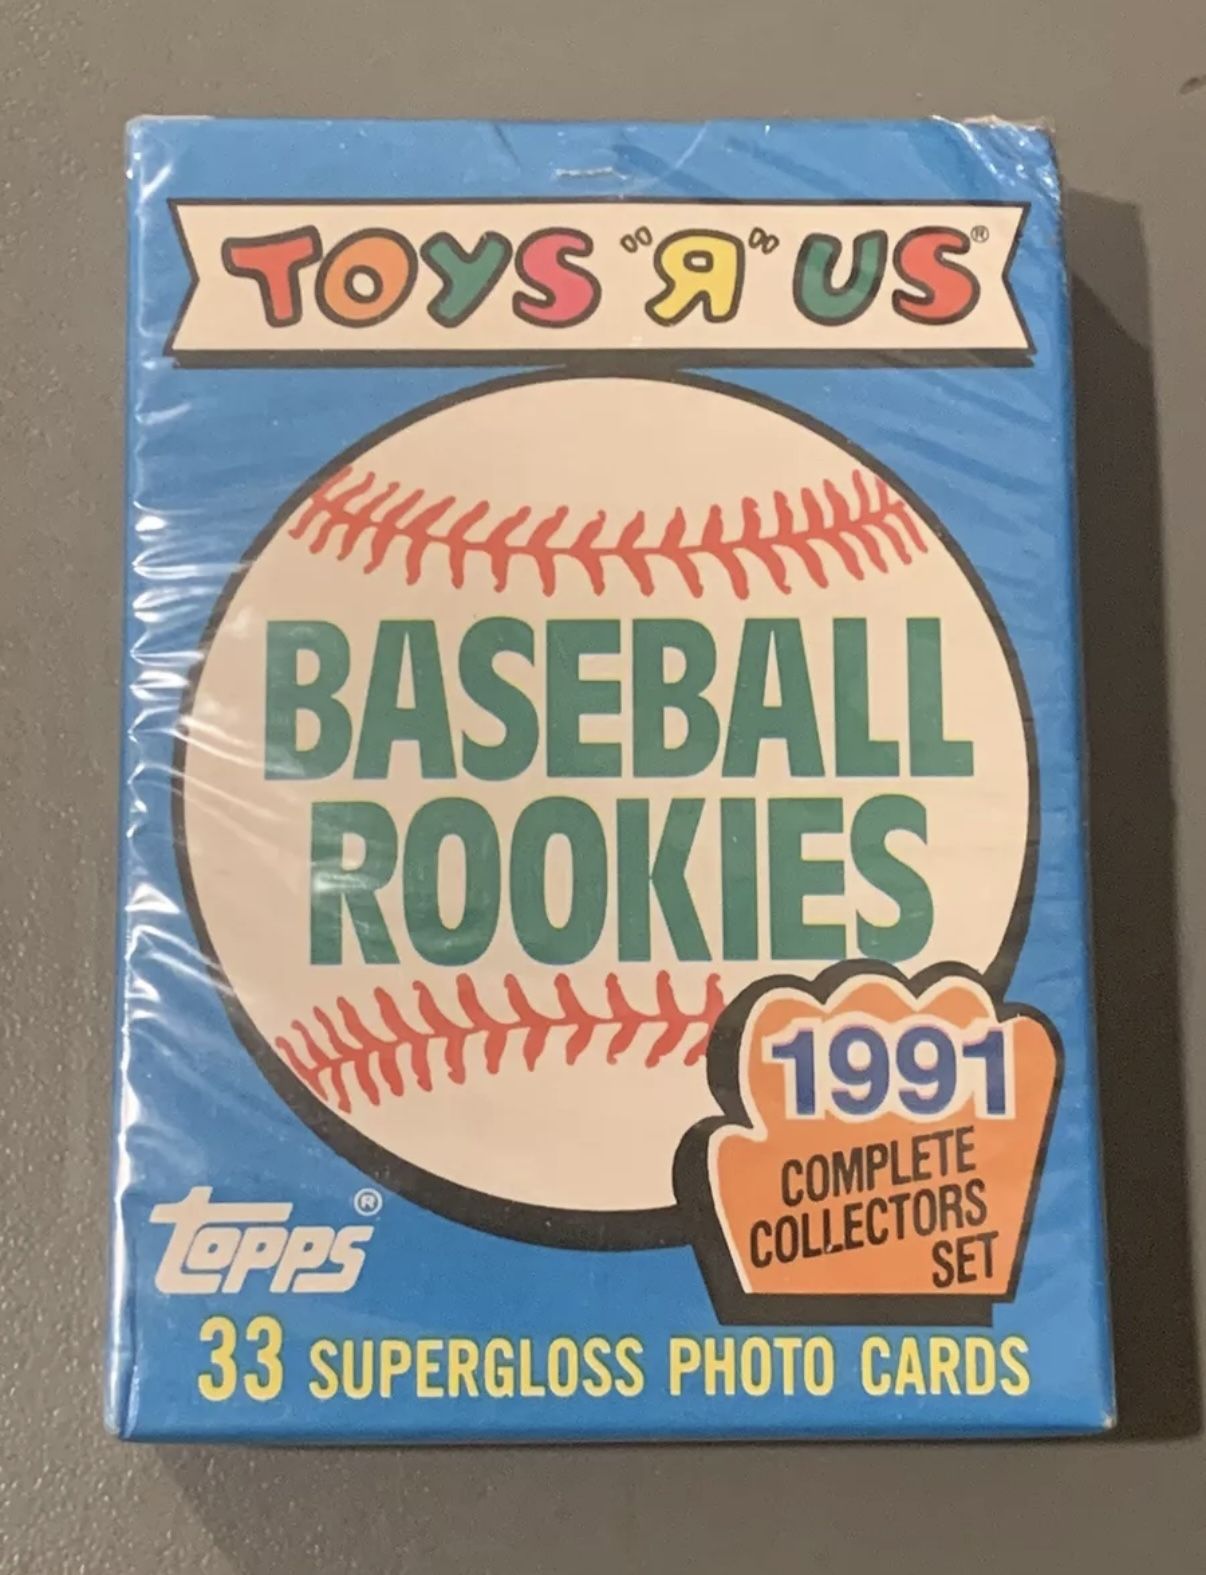 TOYS "Я" US®
BASEBALL
ROOKIES
1991
COMPLETE
COLLECTORS
SET
Topps®
33 SUPERGLOSS PHOTO CARDS